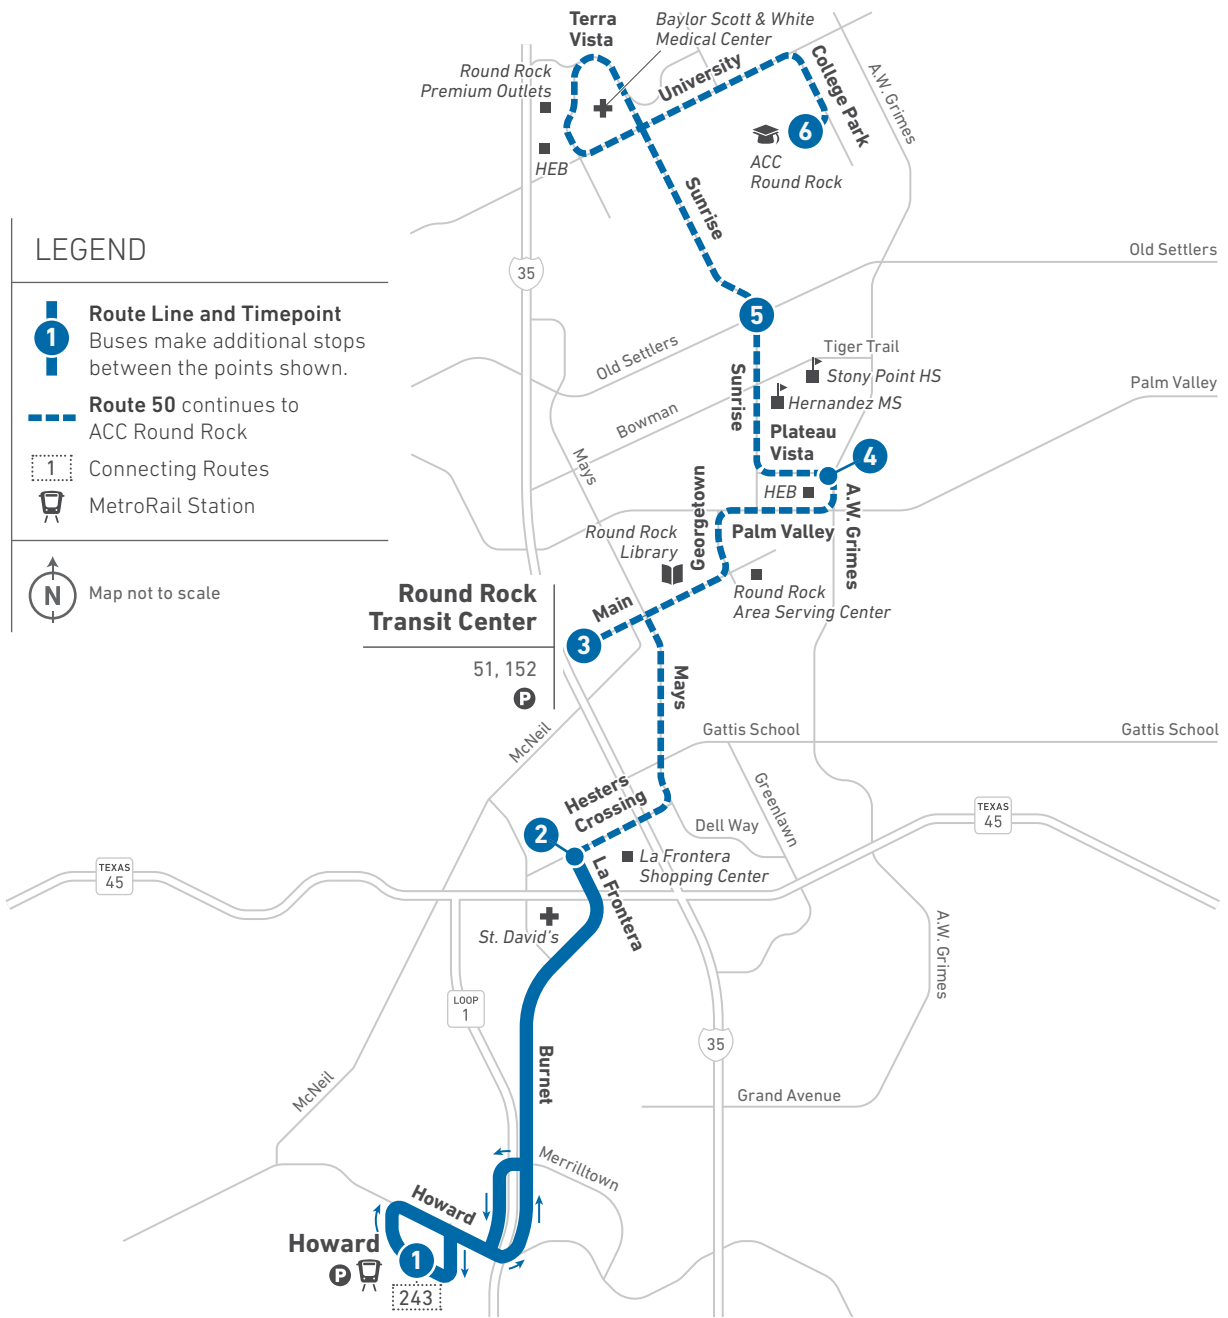 Terra
Vista
Baylor Scott & White
Medical Center
Round Rock
Premium Outlets
University
College Park
A.W. Grimes
HEB
6
ACC
Round Rock
Sunrise
35
Old Settlers
5
LEGEND
1
Route Line and Timepoint
Buses make additional stops
between the points shown.
Route 50 continues to
ACC Round Rock
1
Connecting Routes
MetroRail Station
N
Map not to scale
Old Settlers
Tiger Trail
Stony Point HS
Sunrise
Hernandez MS
Palm Valley
Bowman
Plateau
Vista
4
Mays
HEB
Georgetown
A.W. Grimes
Palm Valley
Round Rock
Library
Round Rock
Area Serving Center
Round Rock
Transit Center
Main
3
51, 152
P
Mays
McNeil
Gattis School
Gattis School
Hesters
Crossing
Greenlawn
2
Dell Way
TEXAS
45
La Frontera
Shopping Center
TEXAS
45
La Frontera
St. David's
A.W. Grimes
LOOP
1
35
Burnet
McNeil
Grand Avenue
Merrilltown
Howard
Howard
P
1
243